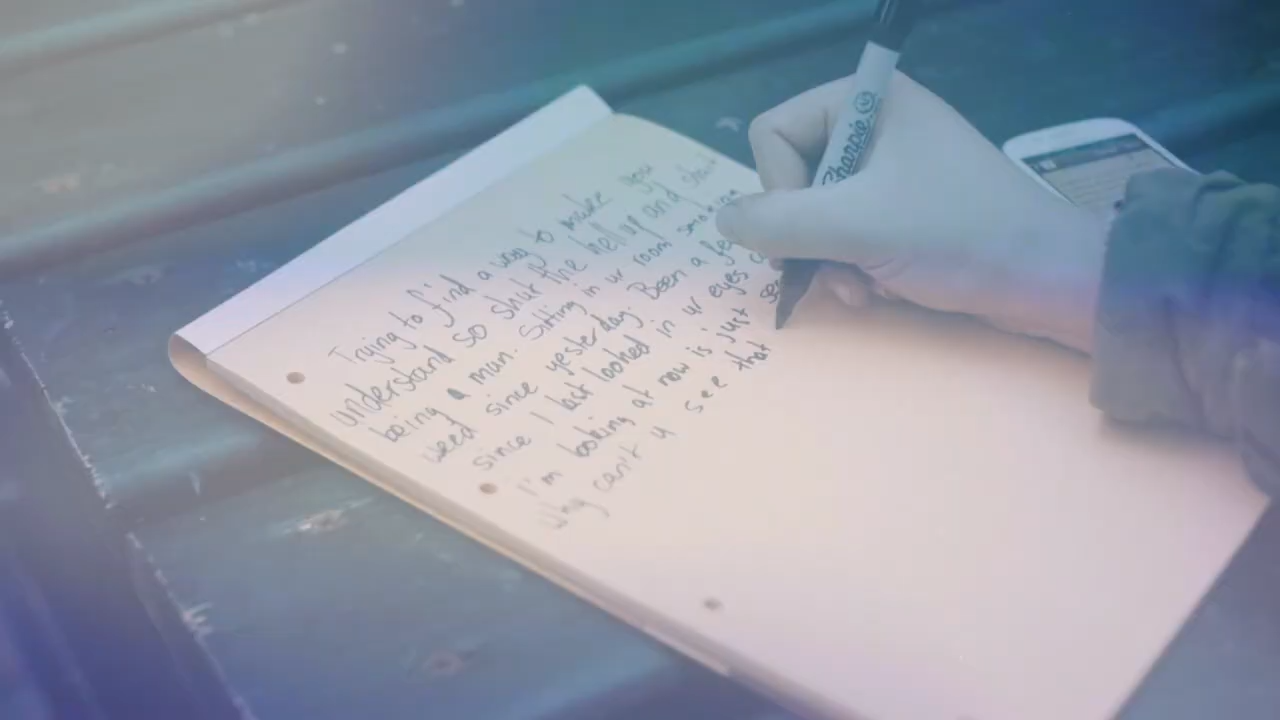 Trying to find a way to make you
understand so shut the hell up and start
being a man. Sitting in ur room smoking
weed since yesterday. Been a few
since I last looked in ur eyes
I'm looking at now is just
why can't u see that
Sharpie